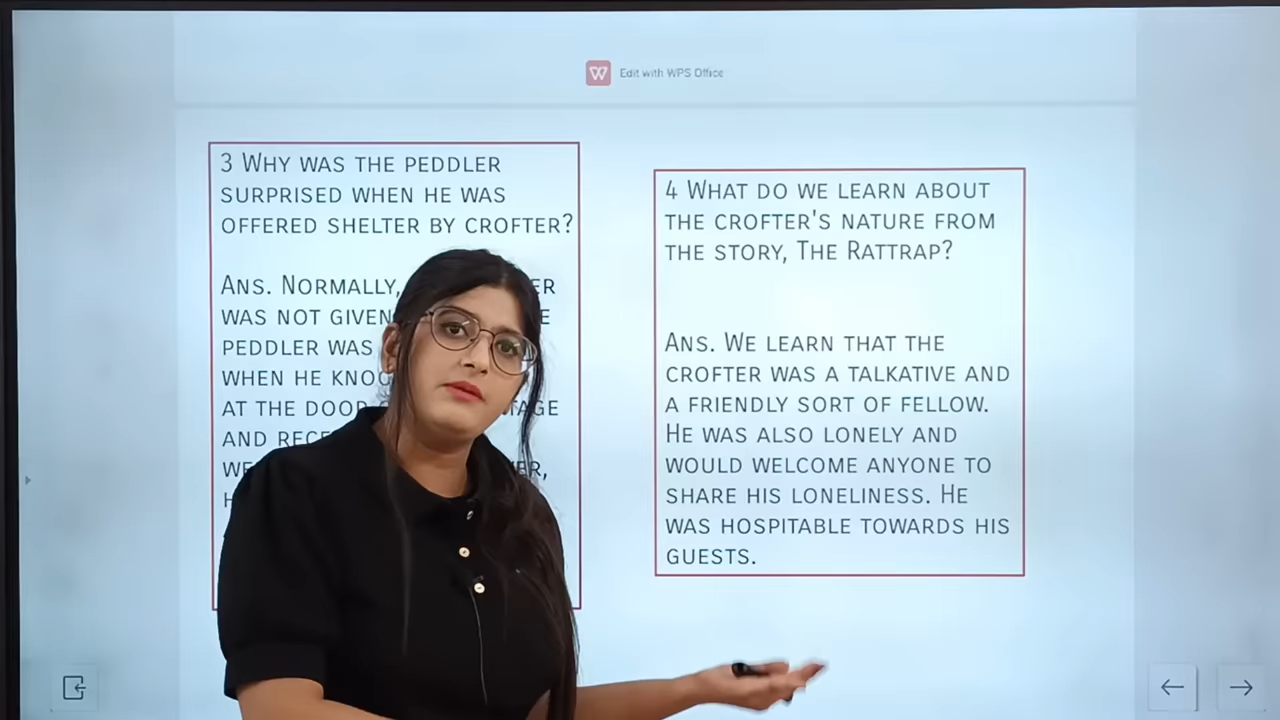 Edit with WPS Office
3 WHY WAS THE PEDDLER
SURPRISED WHEN HE WAS
OFFERED SHELTER BY CROFTER?
ANS. NORMALLY,
WAS NOT GIVEN
PEDDLER WAS
WHEN HE
AT THE DOOR
AND
4 WHAT DO WE LEARN ABOUT
THE CROFTER'S NATURE FROM
THE STORY, THE RATTRAP?
ANS. WE LEARN THAT THE
CROFTER WAS A TALKATIVE AND
A FRIENDLY SORT OF FELLOW.
HE WAS ALSO LONELY AND
WOULD WELCOME ANYONE TO
SHARE HIS LONELINESS. HE
WAS HOSPITABLE TOWARDS HIS
GUESTS.